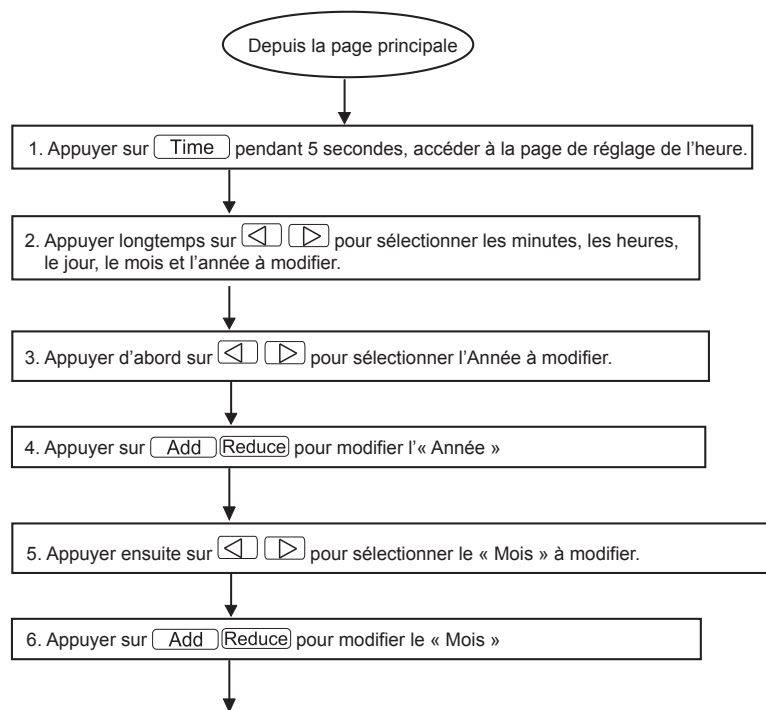 Depuis la page principale
1. Appuyer sur Time pendant 5 secondes, accéder à la page de réglage de l'heure.
2. Appuyer longtemps sur pour sélectionner les minutes, les heures,
le jour, le mois et l'année à modifier.
3. Appuyer d'abord sur pour sélectionner l'Année à modifier.
4. Appuyer sur Add Reduce pour modifier l'« Année »
5. Appuyer ensuite sur pour sélectionner le « Mois » à modifier.
6. Appuyer sur Add Reduce pour modifier le « Mois »